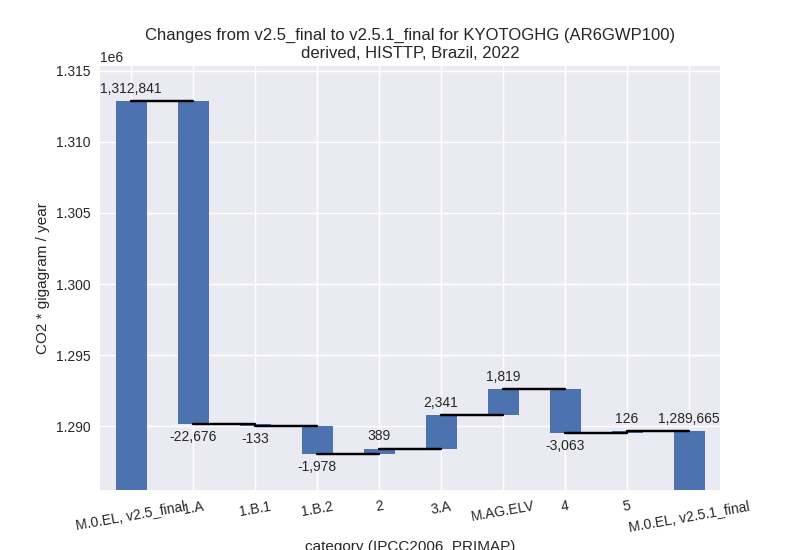 Changes from v2.5_final to v2.5.1_final for KYOTOGHG (AR6GWP100)
derived, HISTTP, Brazil, 2022
1e6
1.315
1.310
1.305
1.300
1.295
1.290
CO2 * gigagram / year
1,312,841
-22,676
-133
-1,978
389
2,341
1,819
-3,063
126
1,289,665
M.0.EL, v2.5_final
1.A
1.B.1
1.B.2
2
3.A
M.AG.ELV
4
5
M.0.EL, v2.5.1_final
category (IPCC2006_PRIMAP)